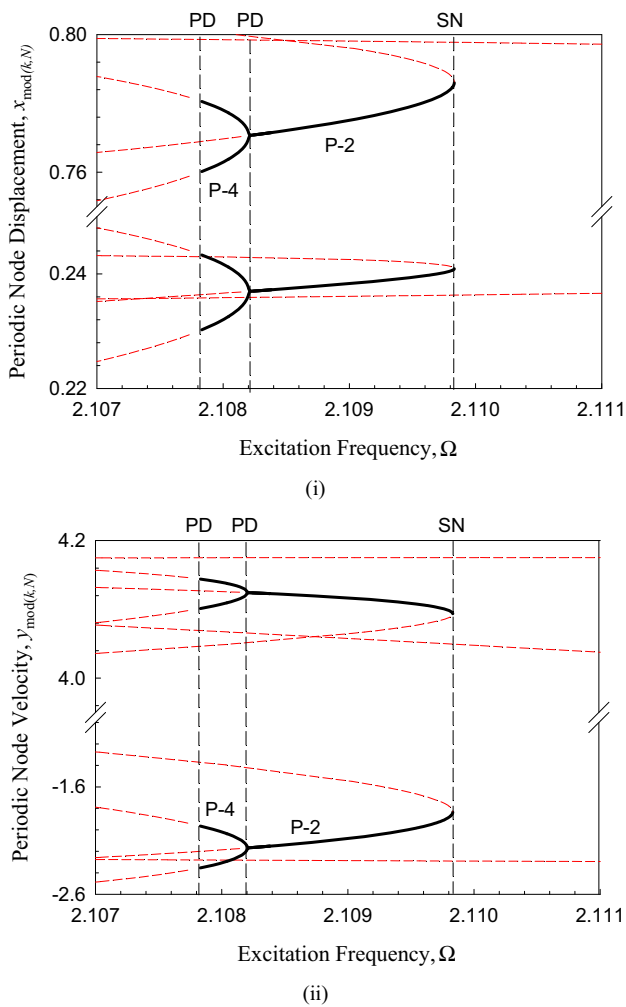 PD PD SN
0.80
0.76
0.24
0.22
Periodic Node Displacement, x mod(k,N)
P-4
P-2
2.107 2.108 2.109 2.110 2.111
Excitation Frequency, Ω
(i)
PD PD SN
4.2
4.0
-1.6
-2.6
Periodic Node Velocity, y mod(k,N)
P-4
P-2
2.107 2.108 2.109 2.110 2.111
Excitation Frequency, Ω
(ii)